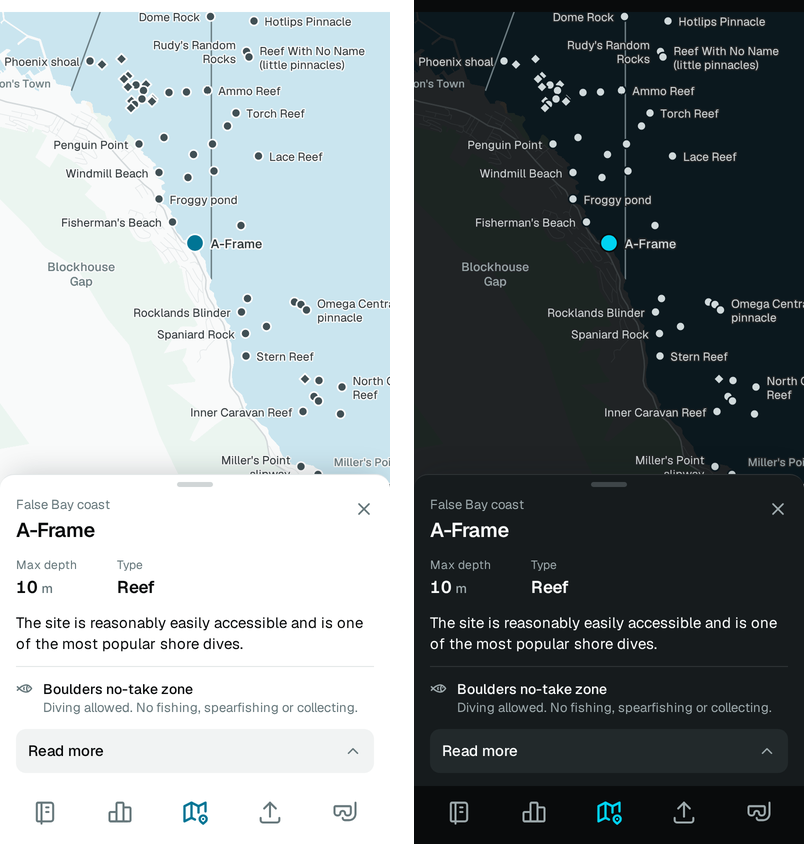 Dome Rock
Hotlips Pinnacle
Rudy's Random
Rocks
Reef With No Name
(little pinnacles)
Phoenix shoal
on's Town
Ammo Reef
Torch Reef
Penguin Point
Lace Reef
Windmill Beach
Froggy pond
Fisherman's Beach
A-Frame
Blockhouse
Gap
Omega Centr
pinnacle
Rocklands Blinder
Spaniard Rock
Stern Reef
North
Reef
Inner Caravan Reef
Miller's Point
slipway
Miller's Poi
False Bay coast
A-Frame
Max depth
Type
10 m
Reef
The site is reasonably easily accessible and is one
of the most popular shore dives.
Boulders no-take zone
Diving allowed. No fishing, spearfishing or collecting.
Read more
Dome Rock
Hotlips Pinnacle
Rudy's Random
Rocks
Reef With No Name
(little pinnacles)
Phoenix shoal
on's Town
Ammo Reef
Torch Reef
Penguin Point
Lace Reef
Windmill Beach
Froggy pond
Fisherman's Beach
A-Frame
Blockhouse
Gap
Omega Centra
pinnacle
Rocklands Blinder
Spaniard Rock
Stern Reef
North
Reef
Inner Caravan Reef
Miller's Point
Miller's Poi
False Bay coast
A-Frame
Max depth
Type
10 m
Reef
The site is reasonably easily accessible and is one
of the most popular shore dives.
Boulders no-take zone
Diving allowed. No fishing, spearfishing or collecting.
Read more